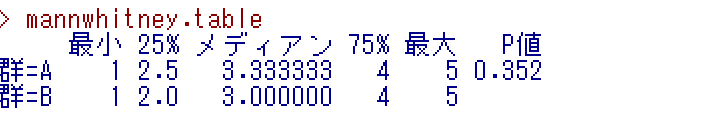 > mannwhitney.table
最小 25% メディアン 75% 最大 P値
群=A 1 2.5 3.333333 4 5 0.352
群=B 1 2.0 3.000000 4 5